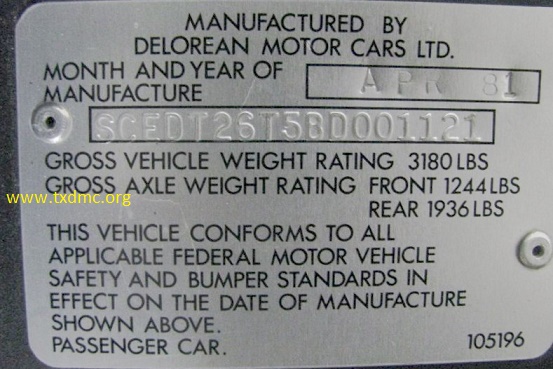 MANUFACTURED BY
DELOREAN MOTOR CARS LTD.
MONTH AND YEAR OF
MANUFACTURE
APR 81
SCEDT26T5BD001121
GROSS VEHICLE WEIGHT RATING 3180 LBS
GROSS AXLE WEIGHT RATING FRONT 1244 LBS
www.txdmc.org
REAR 1936 LBS
THIS VEHICLE CONFORMS TO ALL
APPLICABLE FEDERAL MOTOR VEHICLE
SAFETY AND BUMPER STANDARDS IN
EFFECT ON THE DATE OF MANUFACTURE
SHOWN ABOVE.
PASSENGER CAR. 105196